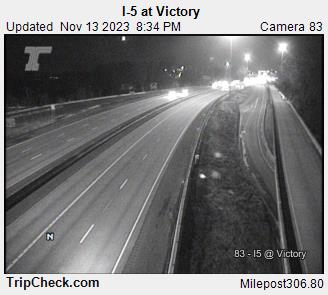 I-5 at Victory
Updated Nov 13 2023 8:34 PM Camera 83
T
N
83 - I5 @ Victory
TripCheck.com Milepost306.80